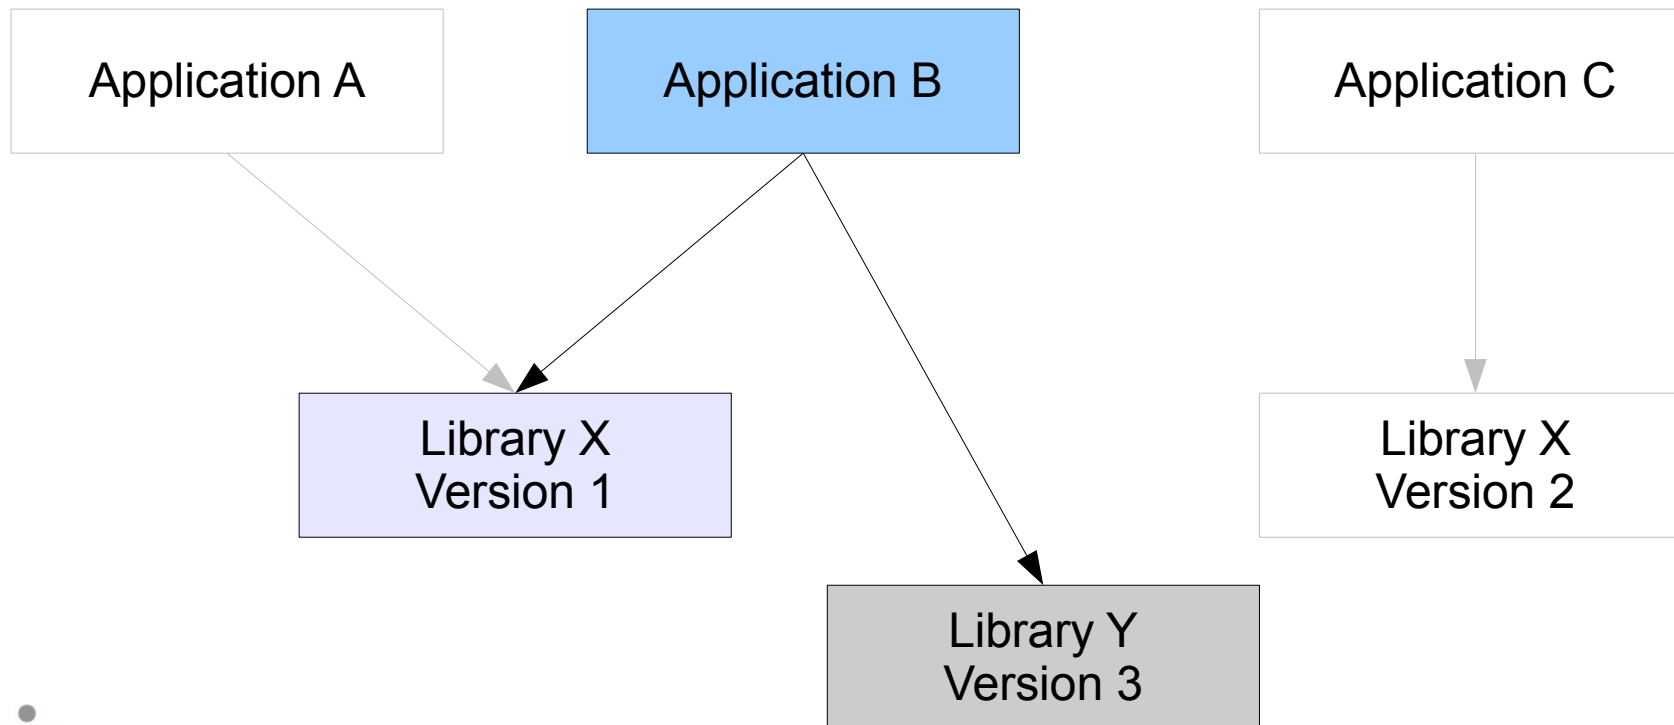 Application A
Application B
Application C
Library X
Version 1
Library X
Version 2
Library Y
Version 3